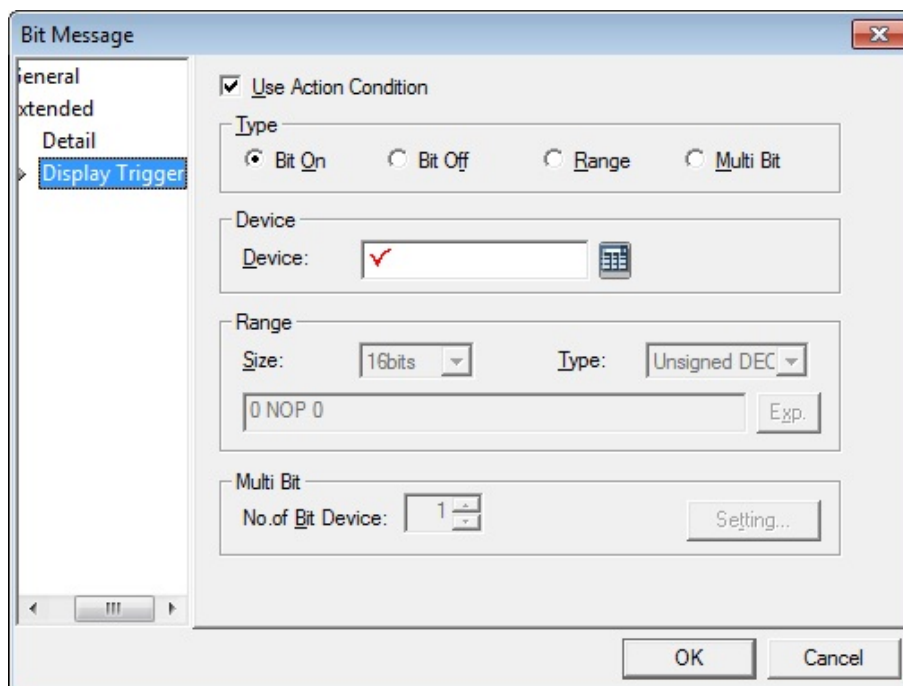 Bit Message
General
xtended
Detail
Display Trigger
Use Action Condition
Type
Bit On Bit Off Range Multi Bit
Device
Device:
Range
Size: 16bits Type: Unsigned DEC
0 NOP 0 Exp.
Multi Bit
No.of Bit Device: 1 Setting...
OK Cancel